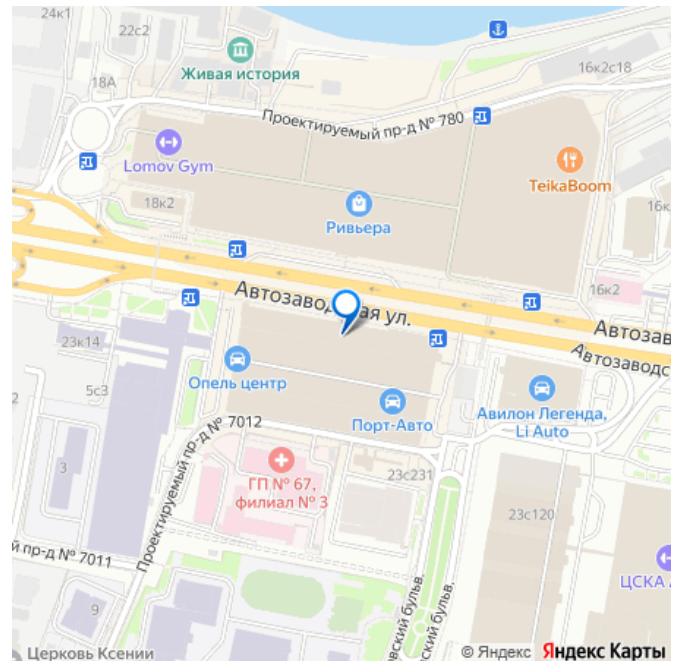 24к1
22с2
Живая история
18А
16к2с18
Проектируемый пр-д № 780
Lomov Gym
TeikaBoom
18к2
Ривьера
16к
16к2
Автозаводская ул.
Автозав
Автозаводс
23к14
5с3
Опель центр
Порт-Авто
Авилон Легенда,
Li Auto
2
3
Проектируемый пр-д № 7012
ГП № 67,
филиал № 3
23с231
23с120
й пр-д № 7011
ЦСКА
9
вский бульв.
ский бульв.
Церковь Ксении
© Яндекс Яндекс Карты